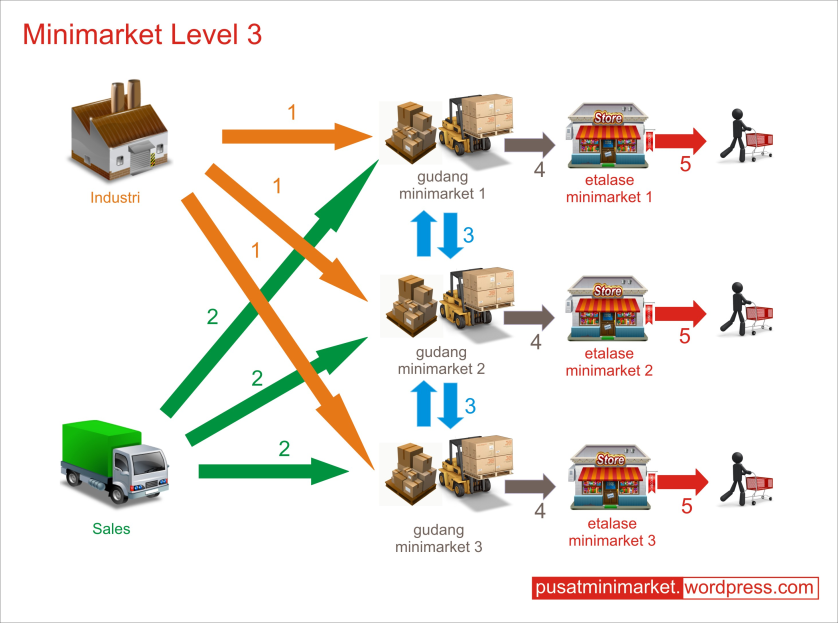 Minimarket Level 3
1
Store
4
5
Industri
1
gudang
minimarket 1
etalase
minimarket 1
3
1
2
Store
4
5
gudang
minimarket 2
etalase
minimarket 2
2
3
2
Store
4
5
Sales
gudang
minimarket 3
etalase
minimarket 3
pusatminimarket.wordpress.com